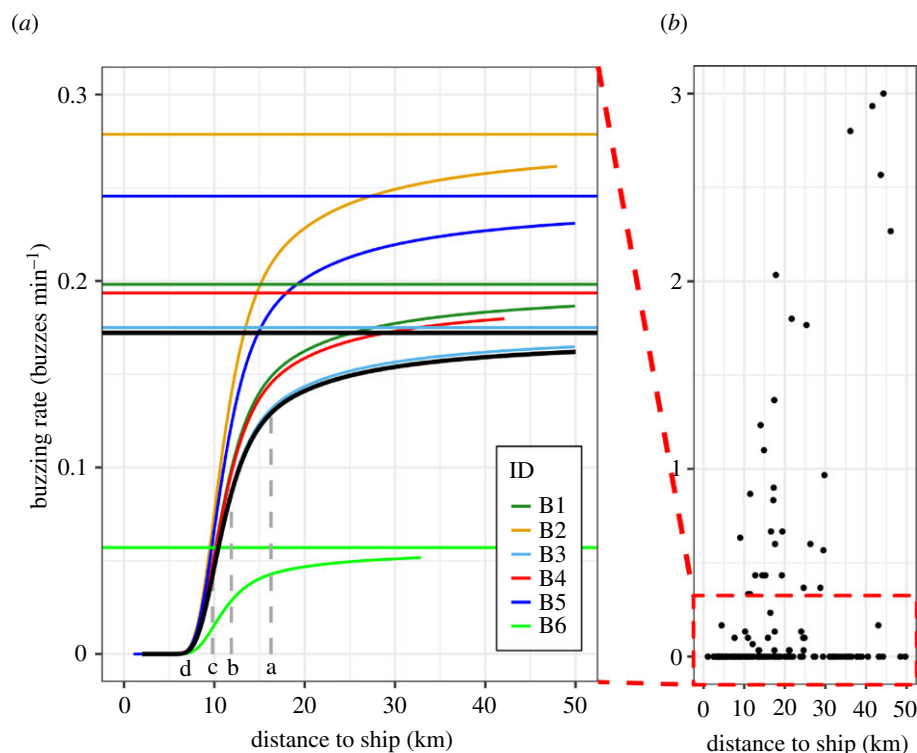 (a)
buzzing rate (buzzes min⁻¹)
0.3
0.2
0.1
0
d c b a
0 10 20 30 40 50
distance to ship (km)
ID
B1
B2
B3
B4
B5
B6
(b)
3
2
1
0
0 10 20 30 40 50
distance to ship (km)